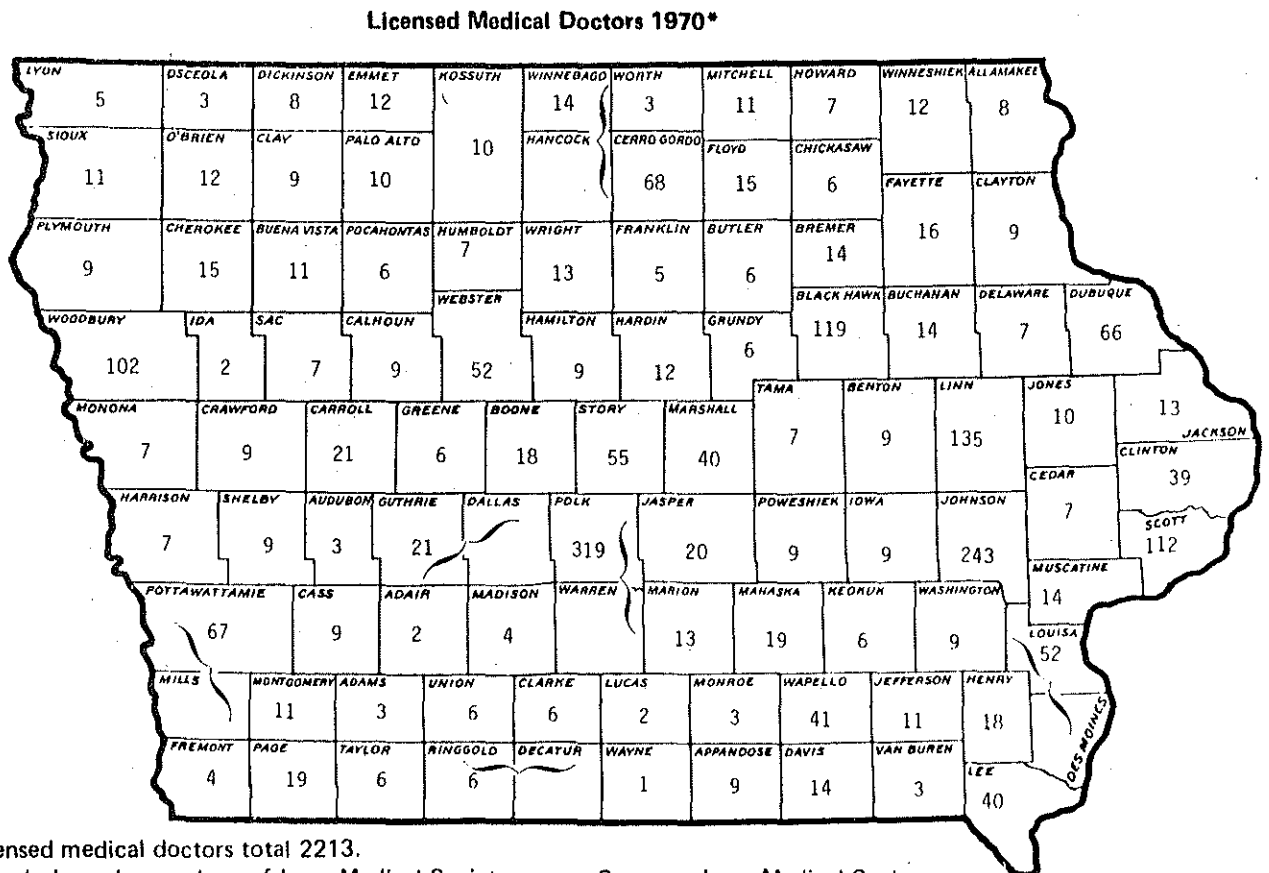 Licensed Medical Doctors 1970*
LYON OSCEOLA DICKINSON EMMET KOSSUTH WINNEBAGO WORTH MITCHELL HOWARD WINNESHIEK ALLAMAKEE
5 3 8 12 14 3 11 7 12 8
SIOUX O'BRIEN CLAY PALO ALTO HANCOCK CERRO GORDO FLOYD CHICKASAW
11 12 9 10 10 68 15 6
FAYETTE CLAYTON
16 9
PLYMOUTH CHEROKEE BUENA VISTA POCAHONTAS HUMBOLDT WRIGHT FRANKLIN BUTLER BREMER
9 15 11 6 7 13 5 6 14
WEBSTER BLACK HAWK BUCHANAN DELAWARE DUBUQUE
52 119 14 7 66
WOODBURY IDA SAC CALHOUN HAMILTON HARDIN GRUNDY
102 2 7 9 9 12 6
TAMA BENTON LINN JONES
7 9 135 10 13
JACKSON
MONONA CRAWFORD CARROLL GREENE BOONE STORY MARSHALL
7 9 21 6 18 55 40
CLINTON
39
CEDAR
7
HARRISON SHELBY AUDUBON GUTHRIE DALLAS POLK JASPER POWESHIEK IOWA JOHNSON
7 9 3 21 319 20 9 9 243
SCOTT
112
MUSCATINE
14
POTTAWATTAMIE CASS ADAIR MADISON WARREN MARION MAHASKA KEOKUK WASHINGTON
67 9 2 4 13 19 6 9
LOUISA
52
MILLS MONTGOMERY ADAMS UNION CLARKE LUCAS MONROE WAPELLO JEFFERSON HENRY
11 3 6 6 2 3 41 11 18
DES MOINES
FREMONT PAGE TAYLOR RINGGOLD DECATUR WAYNE APPANOOSE DAVIS VAN BUREN LEE
4 19 6 6 1 9 14 3 40
ensed medical doctors total 2213.